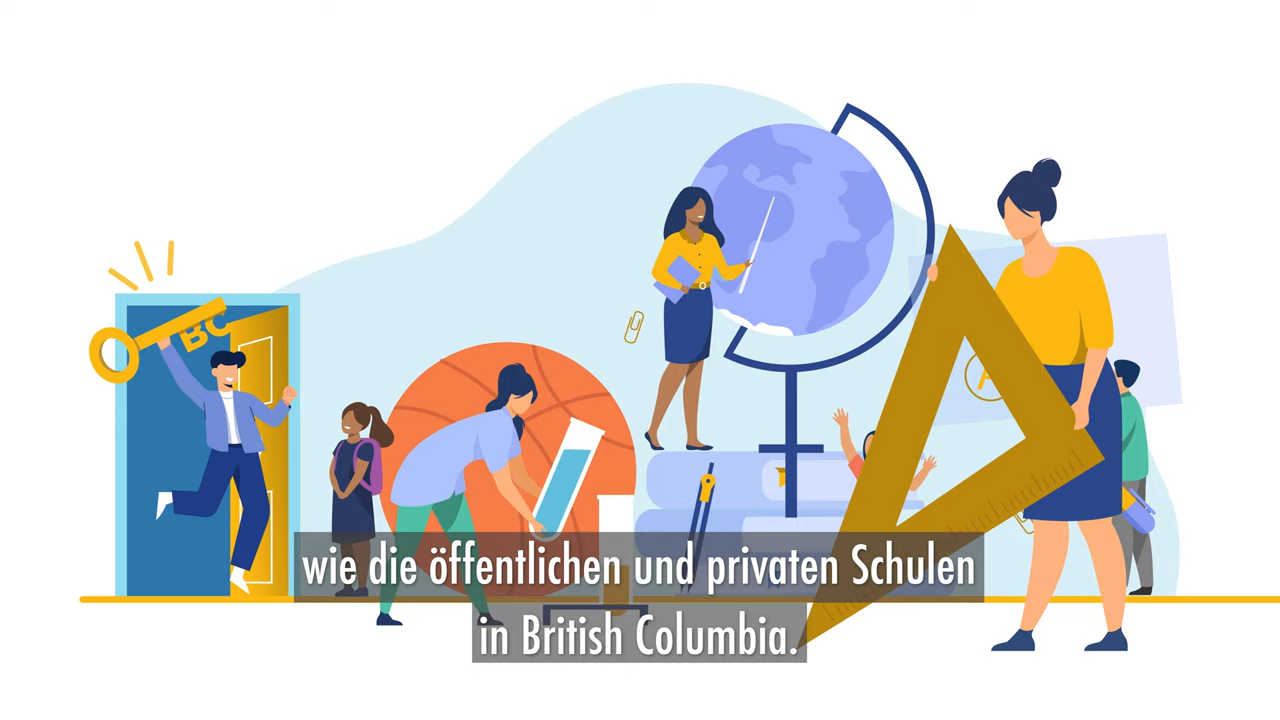 BC
A
wie die öffentlichen und privaten Schulen
in British Columbia.